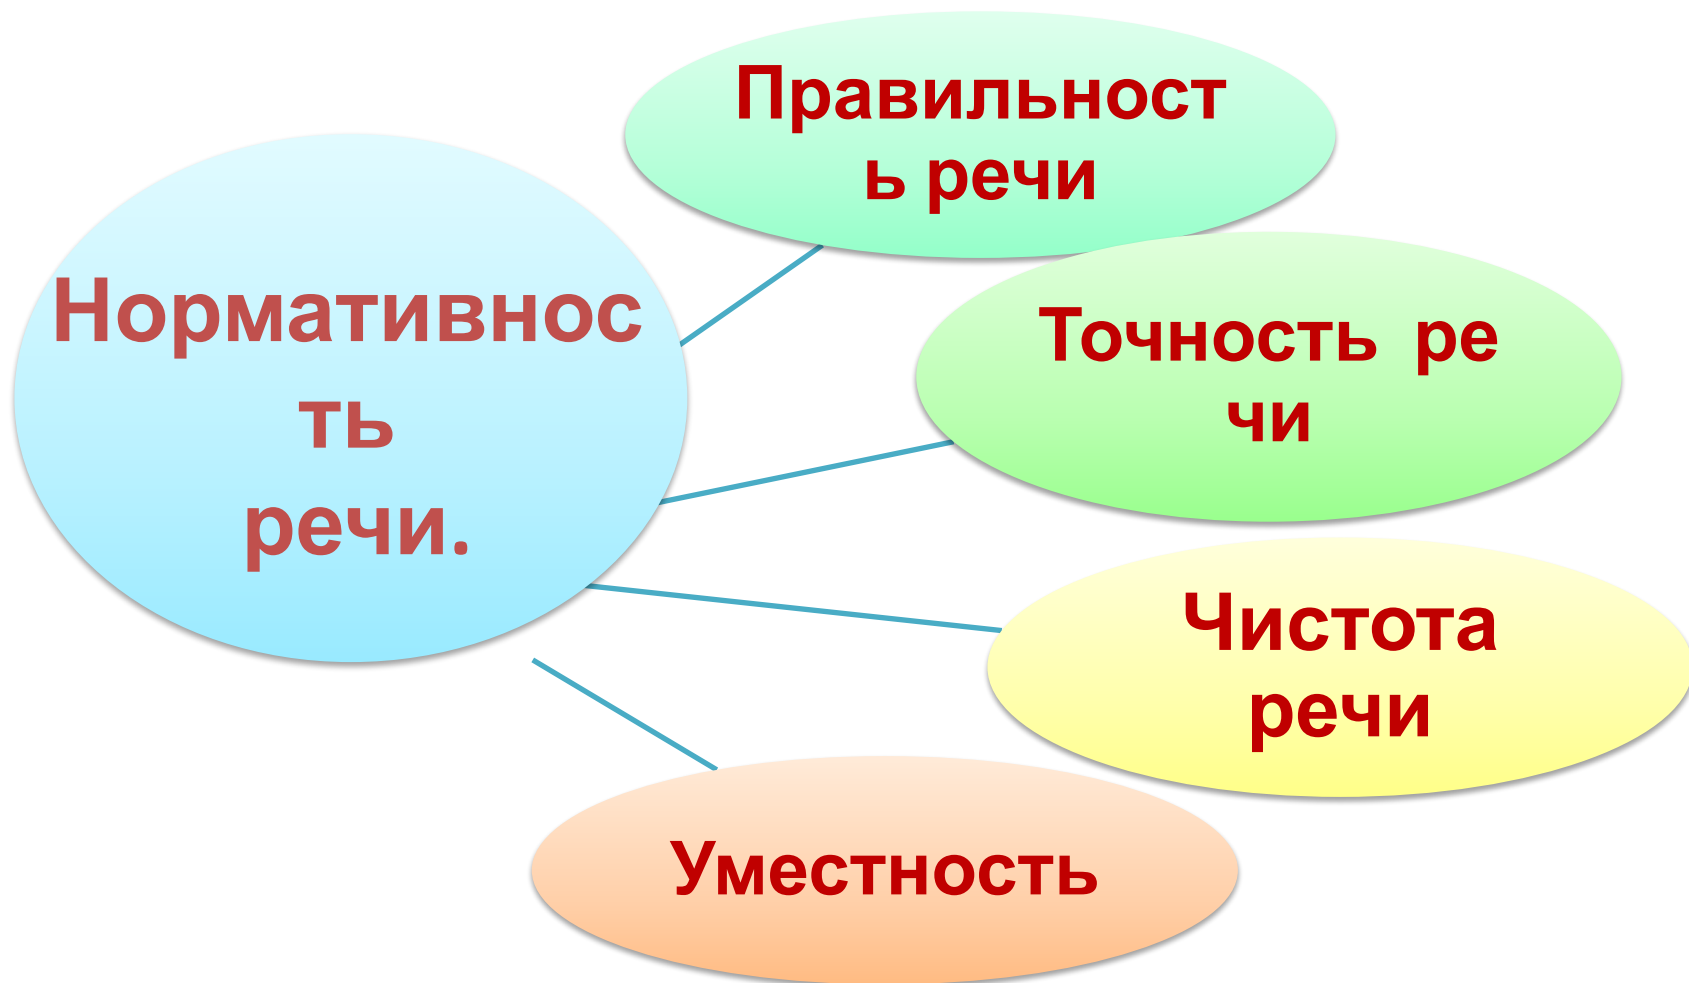 Правильност
ь речи
Нормативнос
ть
речи.
Точность ре
чи
Чистота
речи
Уместность